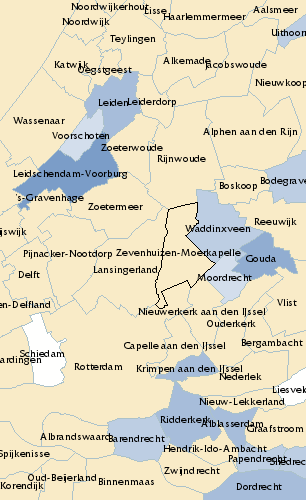 Noordwijkerhout
Lisse
Aalsmeer
Noordwijk
Haarlemmermeer
Uithoorn
Teylingen
Katwijk
Oegstgeest
Alkemade
Jacobswoude
Nieuwkoop
Leiden
Leiderdorp
Wassenaar
Voorschoten
Zoeterwoude
Alphen aan den Rijn
Rijnwoude
Leidschendam-Voorburg
Boskoop
Bodegrave
's-Gravenhage
Zoetermeer
Reeuwijk
ijswijk
Waddinxveen
Pijnacker-Nootdorp
Zevenhuizen-Moerkapelle
Gouda
Delft
Lansingerland
Moordrecht
en-Delfland
Nieuwerkerk aan den IJssel
Vlist
Ouderkerk
Schiedam
ardingen
Capelle aan den IJssel
Bergambacht
Rotterdam
Krimpen aan den IJssel
Nederlek
Liesve
Nieuw-Lekkerland
Ridderkerk
Alblasserdam
Graafstroom
Albrandswaard
Barendrecht
Hendrik-Ido-Ambacht
Spijkenisse
Papendrecht
Sliedrec
Zwijndrecht
Oud-Beijerland
Binnenmaas
Korendijk
Dordrecht